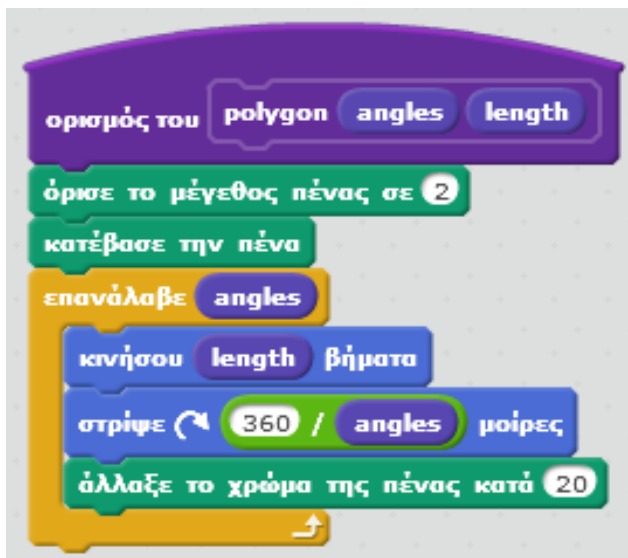 ορισμός του polygon angles length
όρισε το μέγεθος πένας σε 2
κατέβασε την πένα
επανάλαβε angles
κινήσου length βήματα
στρίψε 360 / angles μοίρες
άλλαξε το χρώμα της πένας κατά 20